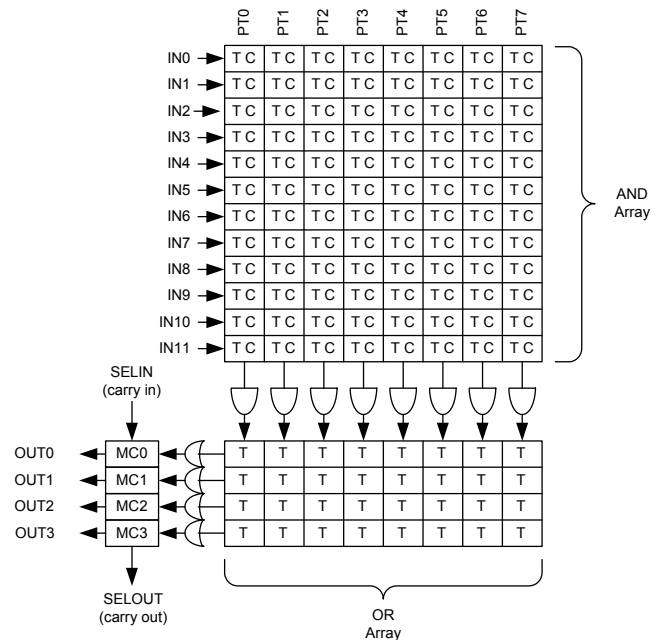 PT0 PT1 PT2 PT3 PT4 PT5 PT6 PT7
IN0 T C T C T C T C T C T C T C T C
IN1 T C T C T C T C T C T C T C T C
IN2 T C T C T C T C T C T C T C T C
IN3 T C T C T C T C T C T C T C T C
IN4 T C T C T C T C T C T C T C T C
IN5 T C T C T C T C T C T C T C T C
IN6 T C T C T C T C T C T C T C T C
IN7 T C T C T C T C T C T C T C T C
IN8 T C T C T C T C T C T C T C T C
IN9 T C T C T C T C T C T C T C T C
IN10 T C T C T C T C T C T C T C T C
IN11 T C T C T C T C T C T C T C T C
AND
Array
SELIN
(carry in)
OUT0 MC0 T T T T T T T T
OUT1 MC1 T T T T T T T T
OUT2 MC2 T T T T T T T T
OUT3 MC3 T T T T T T T T
SELOUT
(carry out)
OR
Array